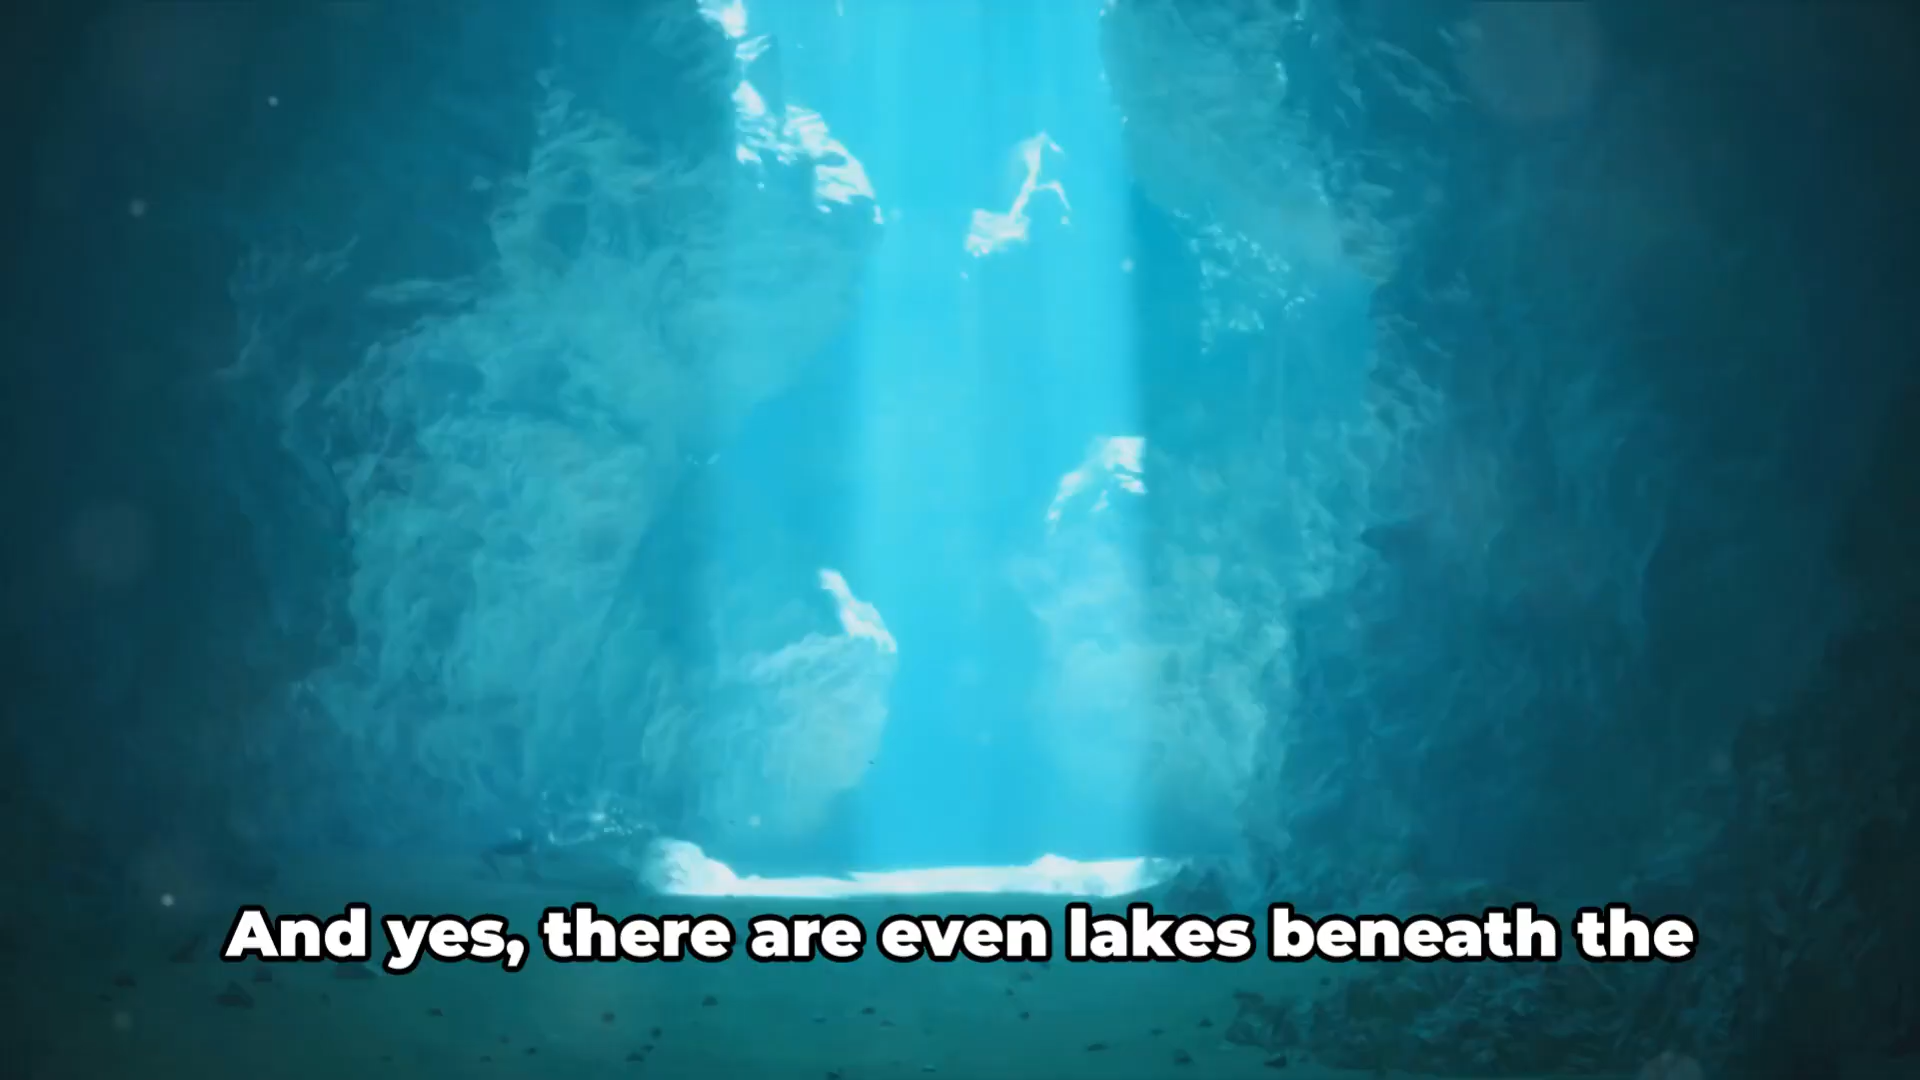 And yes, there are even lakes beneath the